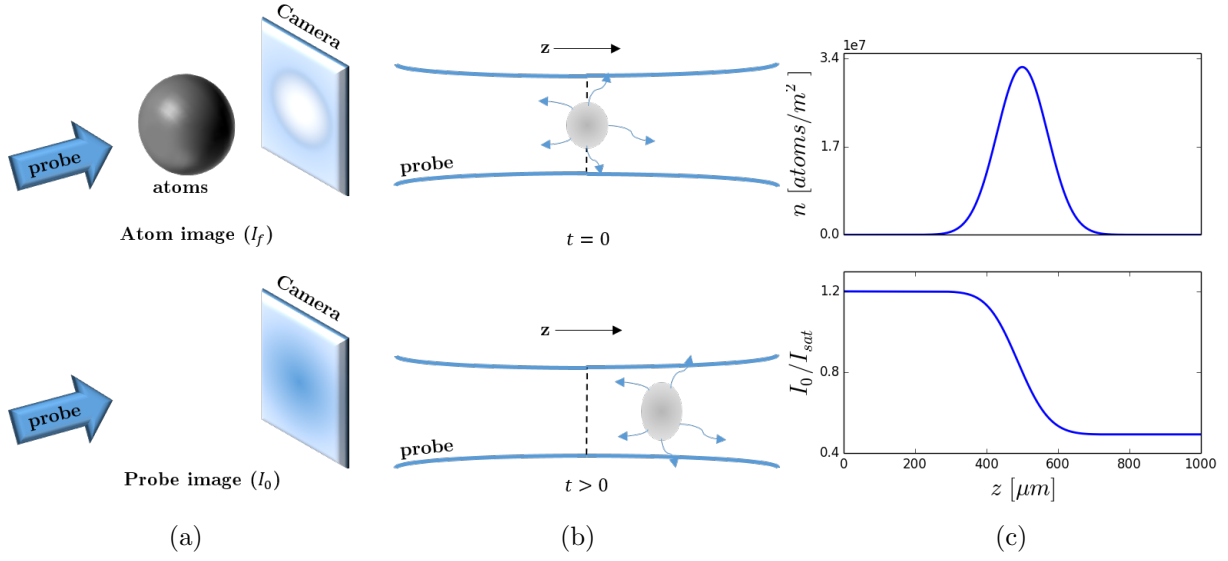 Camera
probe
atoms
Atom image (I_f)
Camera
probe
Probe image (I_0)
(a)
z
probe
t = 0
z
probe
t > 0
(b)
1e7
3.4
1.7
0.0
n [atoms/m^2]
1.2
0.8
0.4
I_0/I_{sat}
0 200 400 600 800 1000
z [μm]
(c)